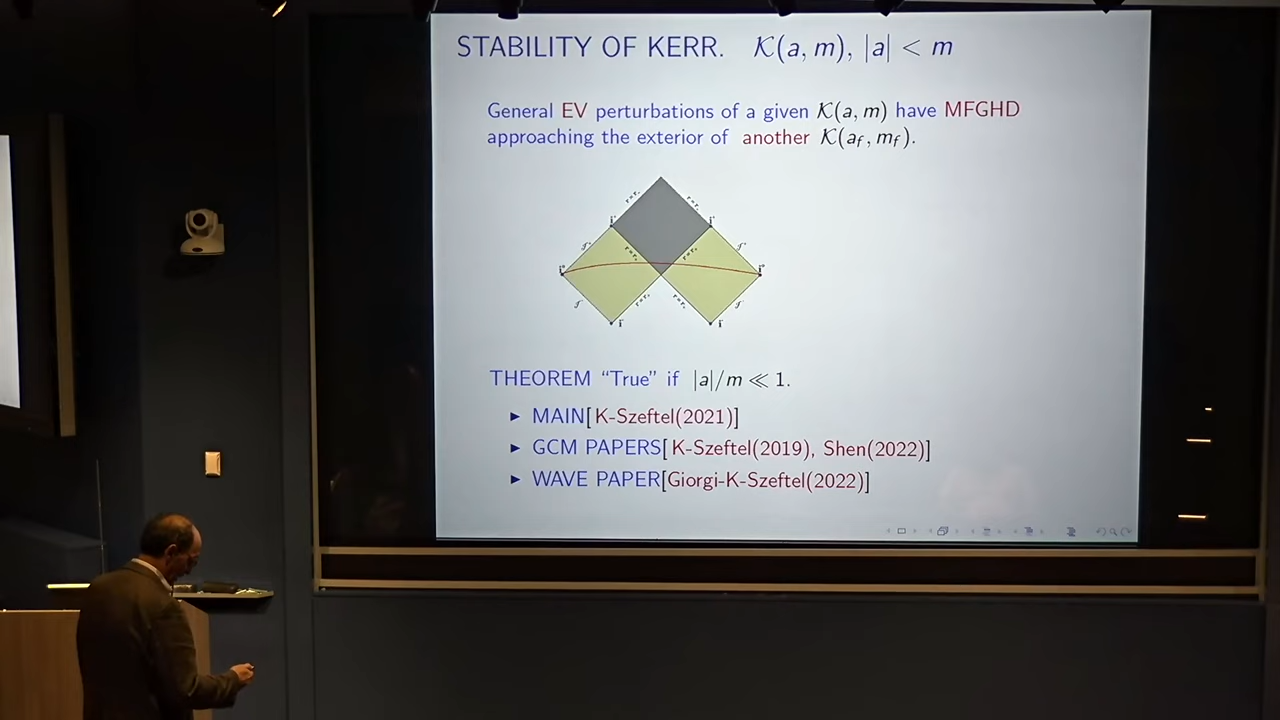 STABILITY OF KERR. 𝒦(a, m), |a| < m
General EV perturbations of a given 𝒦(a, m) have MFGHD
approaching the exterior of another 𝒦(a_f, m_f).
THEOREM “True” if |a|/m ≪ 1.
► MAIN[ K-Szeftel(2021)]
► GCM PAPERS[ K-Szeftel(2019), Shen(2022)]
► WAVE PAPER[Giorgi-K-Szeftel(2022)]